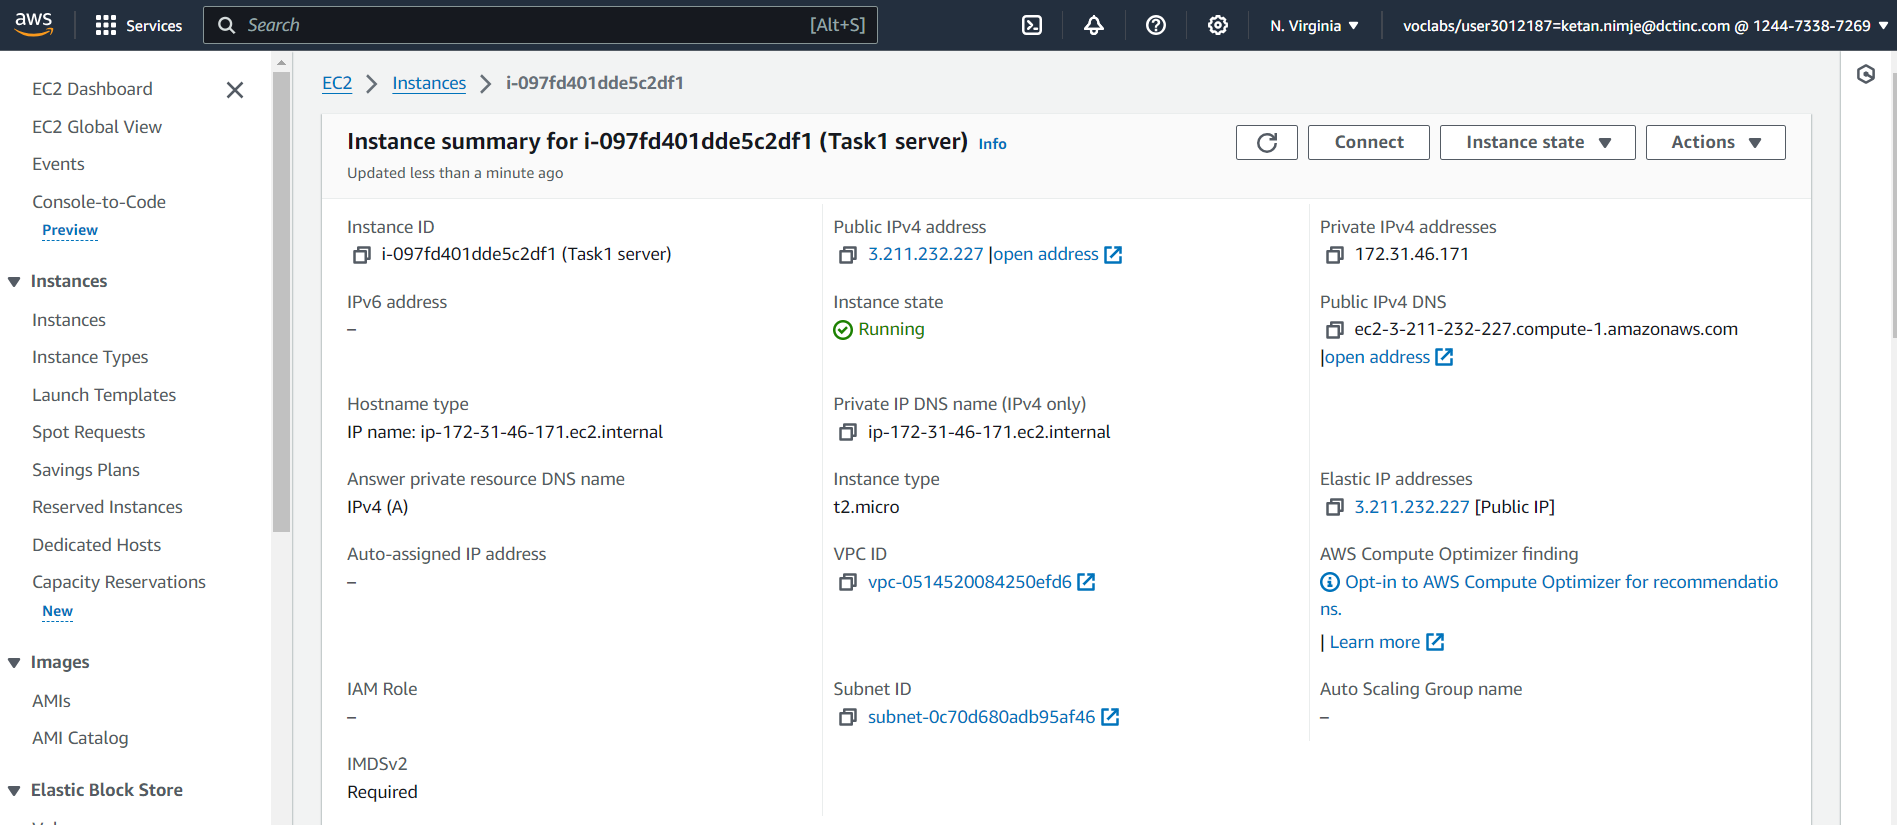 aws
Services
Search
[Alt+S]
N. Virginia
voclabs/user3012187=ketan.nimje@dctinc.com @ 1244-7338-7269
EC2 Dashboard
EC2 Global View
Events
Console-to-Code
Preview
Instances
Instances
Instance Types
Launch Templates
Spot Requests
Savings Plans
Reserved Instances
Dedicated Hosts
Capacity Reservations
New
Images
AMIs
AMI Catalog
Elastic Block Store
EC2 > Instances > i-097fd401dde5c2df1
Instance summary for i-097fd401dde5c2df1 (Task1 server) Info
Updated less than a minute ago
Connect
Instance state
Actions
Instance ID
i-097fd401dde5c2df1 (Task1 server)
Public IPv4 address
3.211.232.227 |open address
Private IPv4 addresses
172.31.46.171
IPv6 address
–
Instance state
Running
Public IPv4 DNS
ec2-3-211-232-227.compute-1.amazonaws.com
|open address
Hostname type
IP name: ip-172-31-46-171.ec2.internal
Private IP DNS name (IPv4 only)
ip-172-31-46-171.ec2.internal
Answer private resource DNS name
IPv4 (A)
Instance type
t2.micro
Elastic IP addresses
3.211.232.227 [Public IP]
Auto-assigned IP address
–
VPC ID
vpc-0514520084250efd6
AWS Compute Optimizer finding
Opt-in to AWS Compute Optimizer for recommendatio
ns.
| Learn more
IAM Role
–
Subnet ID
subnet-0c70d680adb95af46
Auto Scaling Group name
–
IMDSv2
Required